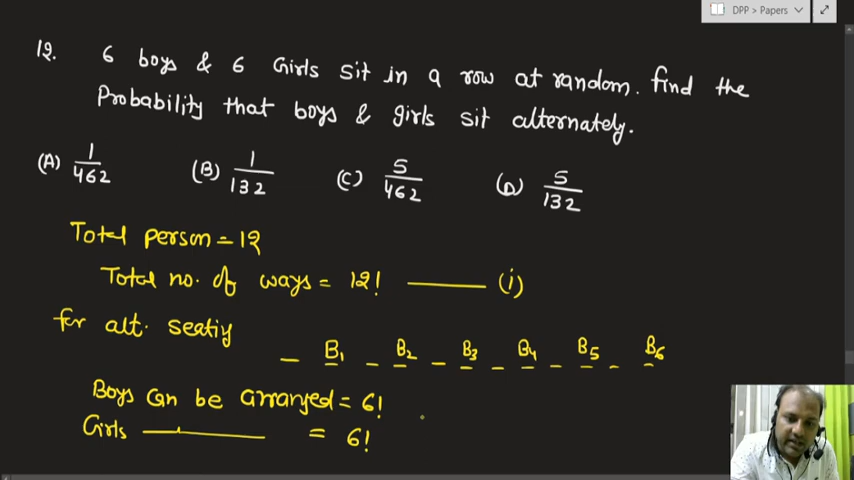 DPP > Papers
12. 6 boys & 6 Girls sit in a row at random. find the
Probability that boys & girls sit alternately.
(A) 1/462 (B) 1/132 (C) 5/462 (D) 5/132
Total person = 12
Total no. of ways = 12! ——— (i)
for alt. seatiy
_ B1 _ B2 _ B3 _ B4 _ B5 _ B6
Boys can be arranged = 6!
Girls ———— = 6!